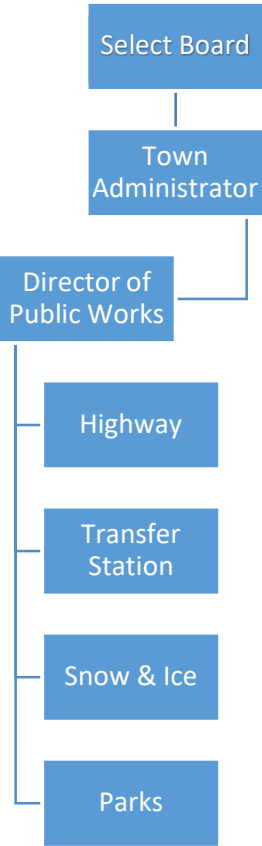 Select Board
Town
Administrator
Director of
Public Works
Highway
Transfer
Station
Snow & Ice
Parks